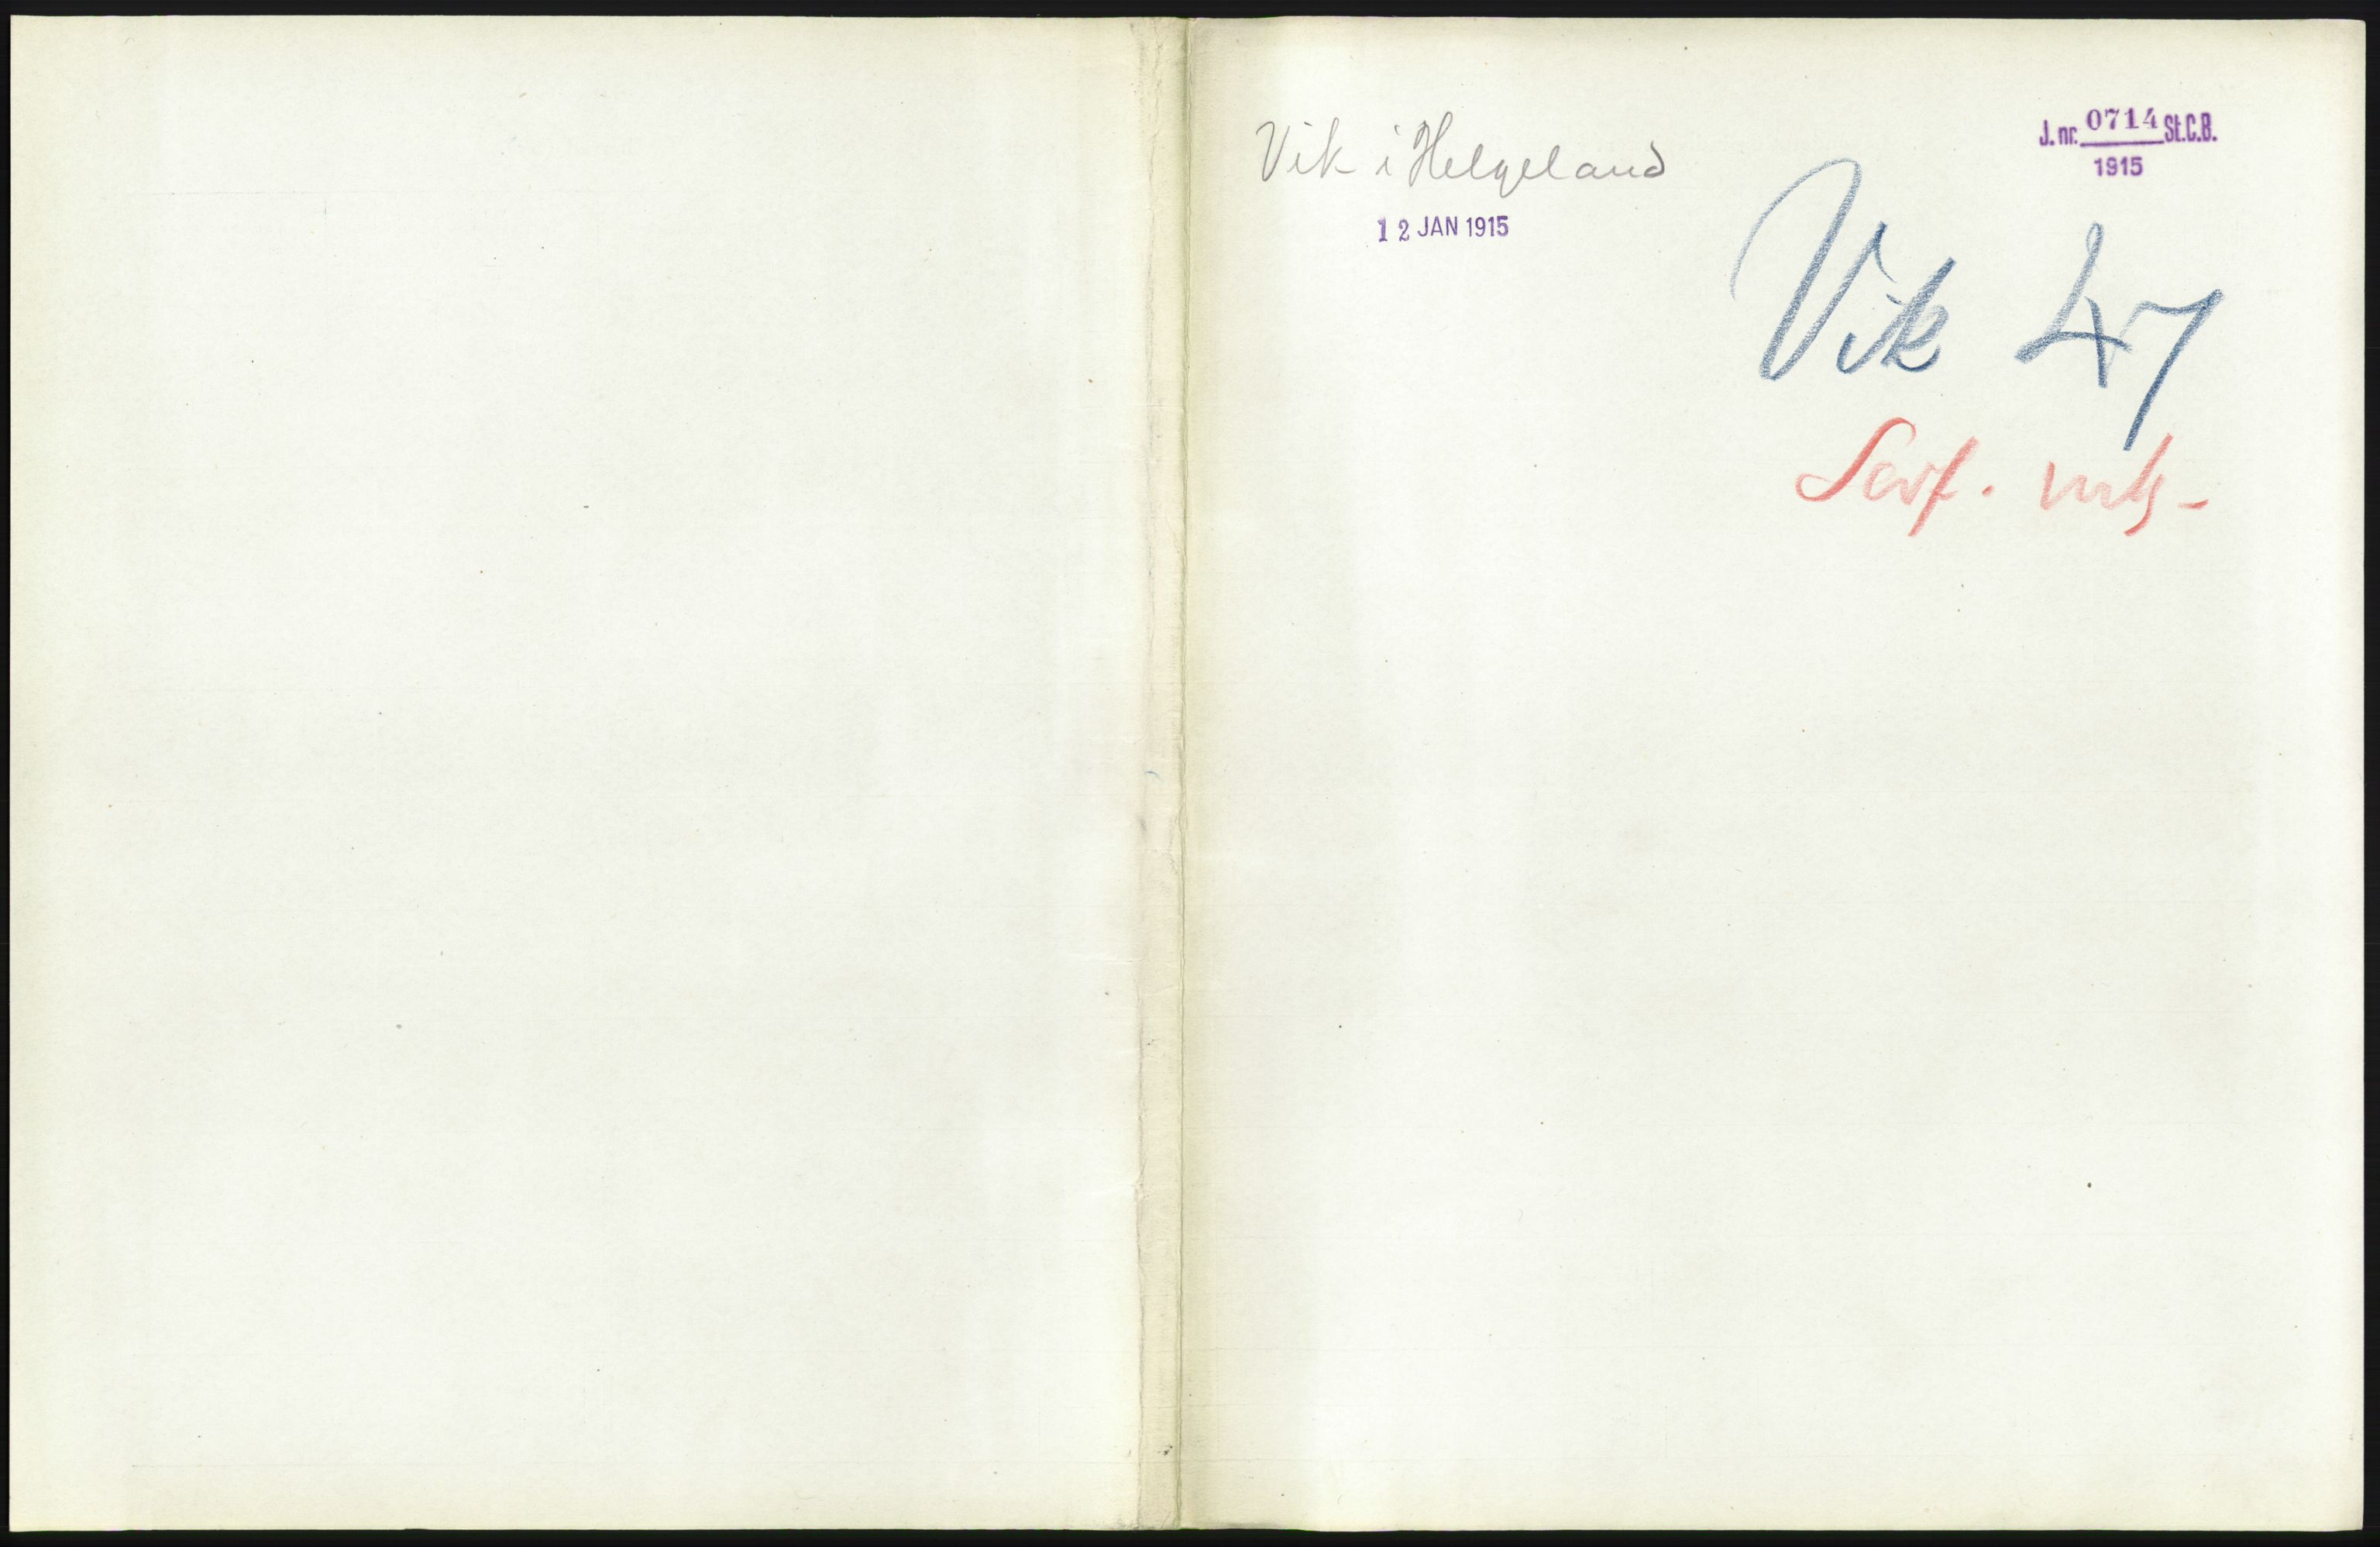 J. nr. 0714 St.C.B.
1915
Vik i Helgeland
12 JAN 1915
Vik 47